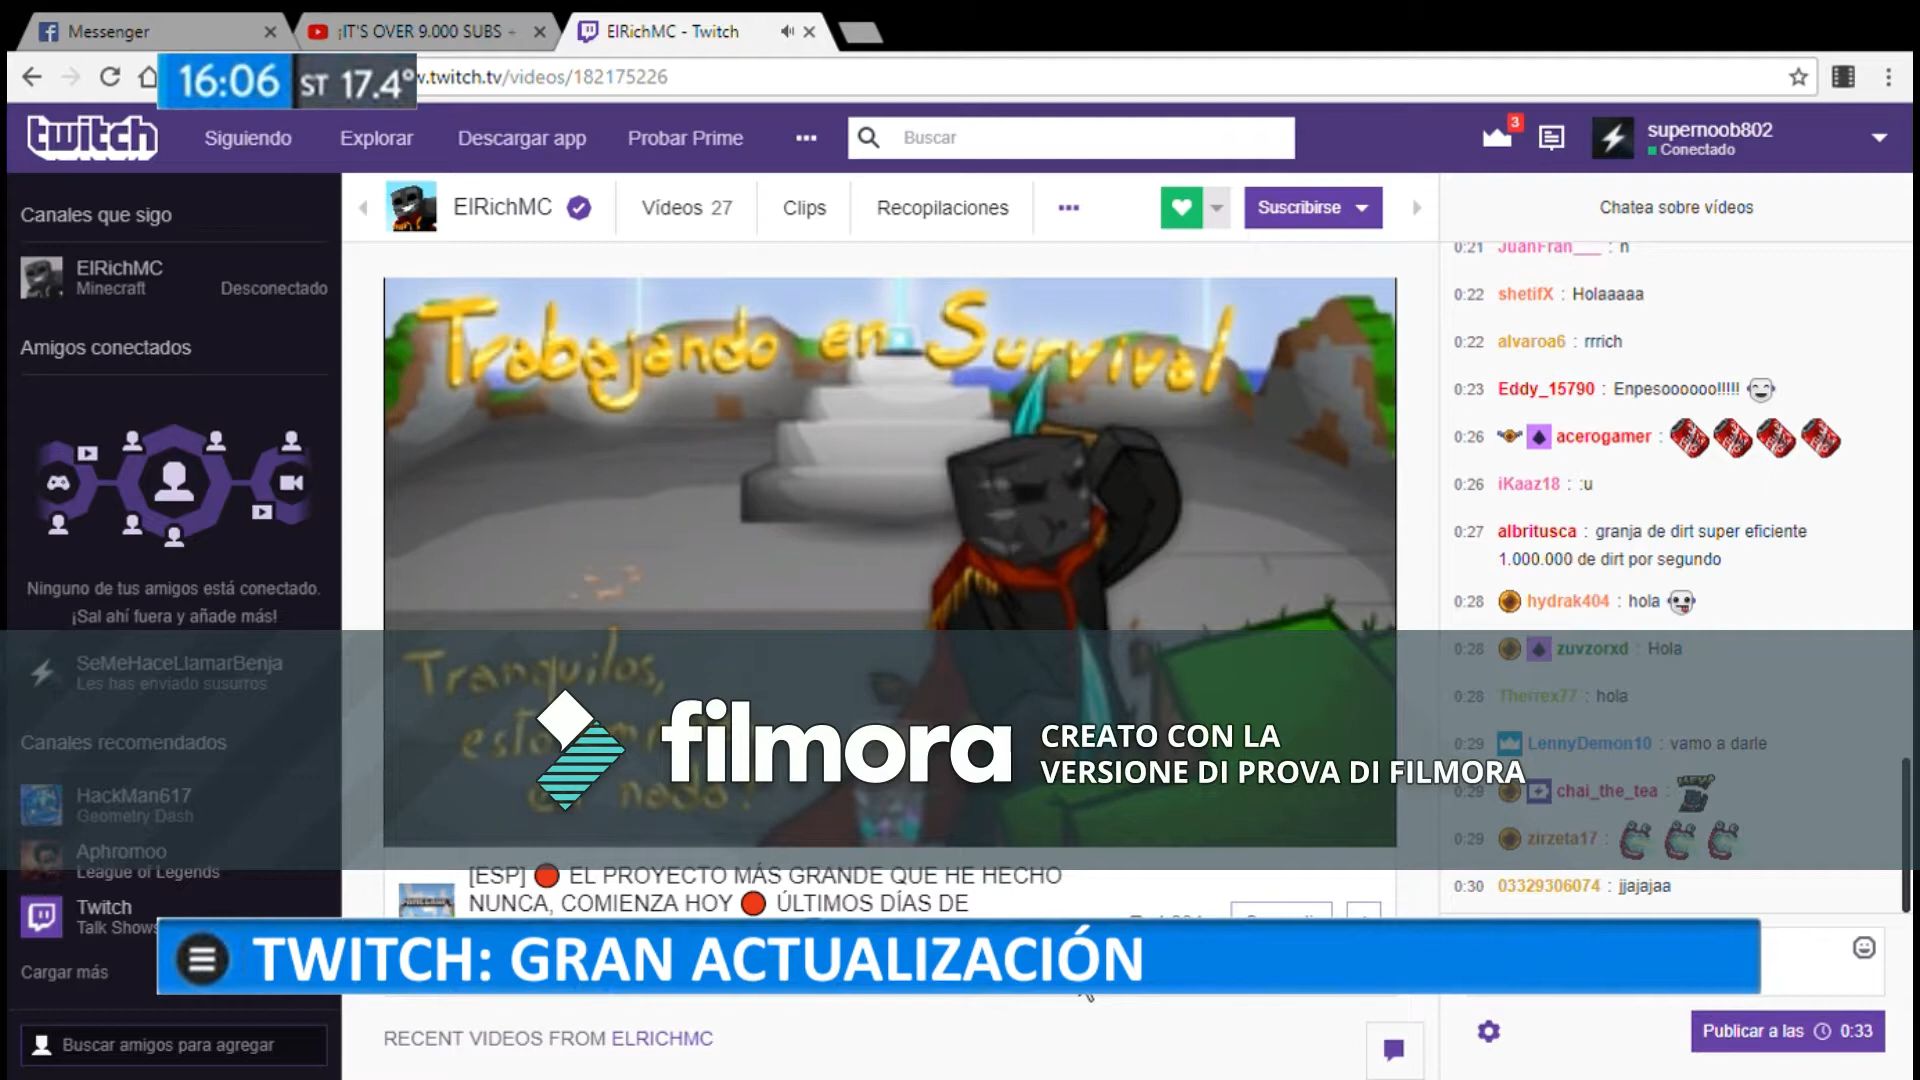 Messenger
¡IT'S OVER 9.000 SUBS -
ElRichMC - Twitch
16:06 ST 17.4°
w.twitch.tv/videos/182175226
twitch
Siguiendo
Explorar
Descargar app
Probar Prime
Buscar
3
supernoob802
Conectado
Canales que sigo
ElRichMC
Minecraft
Desconectado
Amigos conectados
Ninguno de tus amigos está conectado.
¡Sal ahí fuera y añade más!
SeMeHaceLlamarBenja
Les has enviado susurros
Canales recomendados
HackMan617
Geometry Dash
Aphromoo
League of Legends
Twitch
Talk Shows
Cargar más
Buscar amigos para agregar
ElRichMC
Vídeos 27
Clips
Recopilaciones
Suscribirse
Trabajando en Survival
Tranquilos,
filmora
CREATO CON LA
VERSIONE DI PROVA DI FILMORA
[ESP] 🔴 EL PROYECTO MÁS GRANDE QUE HE HECHO
NUNCA, COMIENZA HOY 🔴 ÚLTIMOS DÍAS DE
TWITCH: GRAN ACTUALIZACIÓN
RECENT VIDEOS FROM ELRICHMC
Chatea sobre vídeos
0:21 JuanFran___ : n
0:22 shetifX : Holaaaaa
0:22 alvaroa6 : rrrich
0:23 Eddy_15790 : Enpesoooooo!!!!!
0:26 acerogamer :
0:26 iKaaz18 : :u
0:27 albritusca : granja de dirt super eficiente
1.000.000 de dirt por segundo
0:28 hydrak404 : hola
0:28 zuvzorxd : Hola
0:28 Therrex77 : hola
0:29 LennyDemon10 : vamo a darle
0:29 chai_the_tea :
0:29 zirzeta17 :
0:30 03329306074 : jjajajaa
Publicar a las 0:33